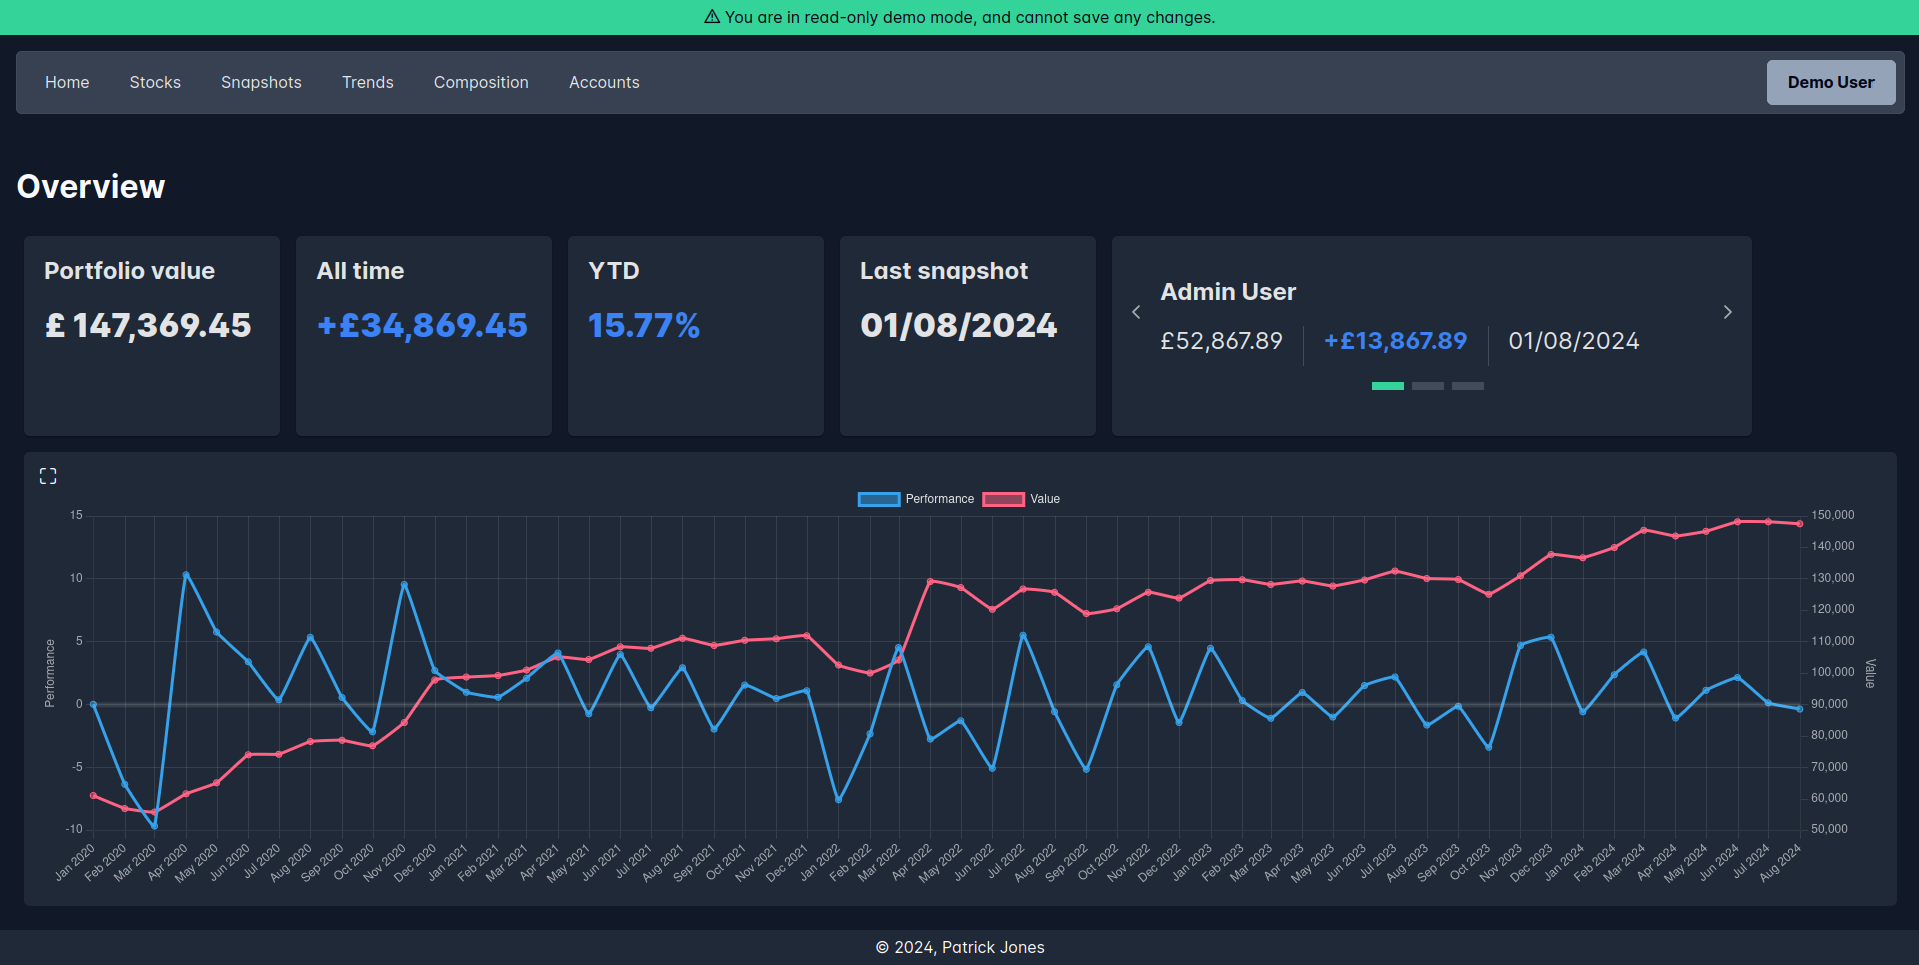 ⚠ You are in read-only demo mode, and cannot save any changes.
Home Stocks Snapshots Trends Composition Accounts Demo User
Overview
Portfolio value
£ 147,369.45
All time
+£34,869.45
YTD
15.77%
Last snapshot
01/08/2024
Admin User
£52,867.89 +£13,867.89 01/08/2024
Performance Value
15
10
5
0
-5
-10
Performance
150,000
140,000
130,000
120,000
110,000
100,000
90,000
80,000
70,000
60,000
50,000
Value
Jan 2020
Feb 2020
Mar 2020
Apr 2020
May 2020
Jun 2020
Jul 2020
Aug 2020
Sep 2020
Oct 2020
Nov 2020
Dec 2020
Jan 2021
Feb 2021
Mar 2021
Apr 2021
May 2021
Jun 2021
Jul 2021
Aug 2021
Sep 2021
Oct 2021
Nov 2021
Dec 2021
Jan 2022
Feb 2022
Mar 2022
Apr 2022
May 2022
Jun 2022
Jul 2022
Aug 2022
Sep 2022
Oct 2022
Nov 2022
Dec 2022
Jan 2023
Feb 2023
Mar 2023
Apr 2023
May 2023
Jun 2023
Jul 2023
Aug 2023
Sep 2023
Oct 2023
Nov 2023
Dec 2023
Jan 2024
Feb 2024
Mar 2024
Apr 2024
May 2024
Jun 2024
Jul 2024
Aug 2024
© 2024, Patrick Jones